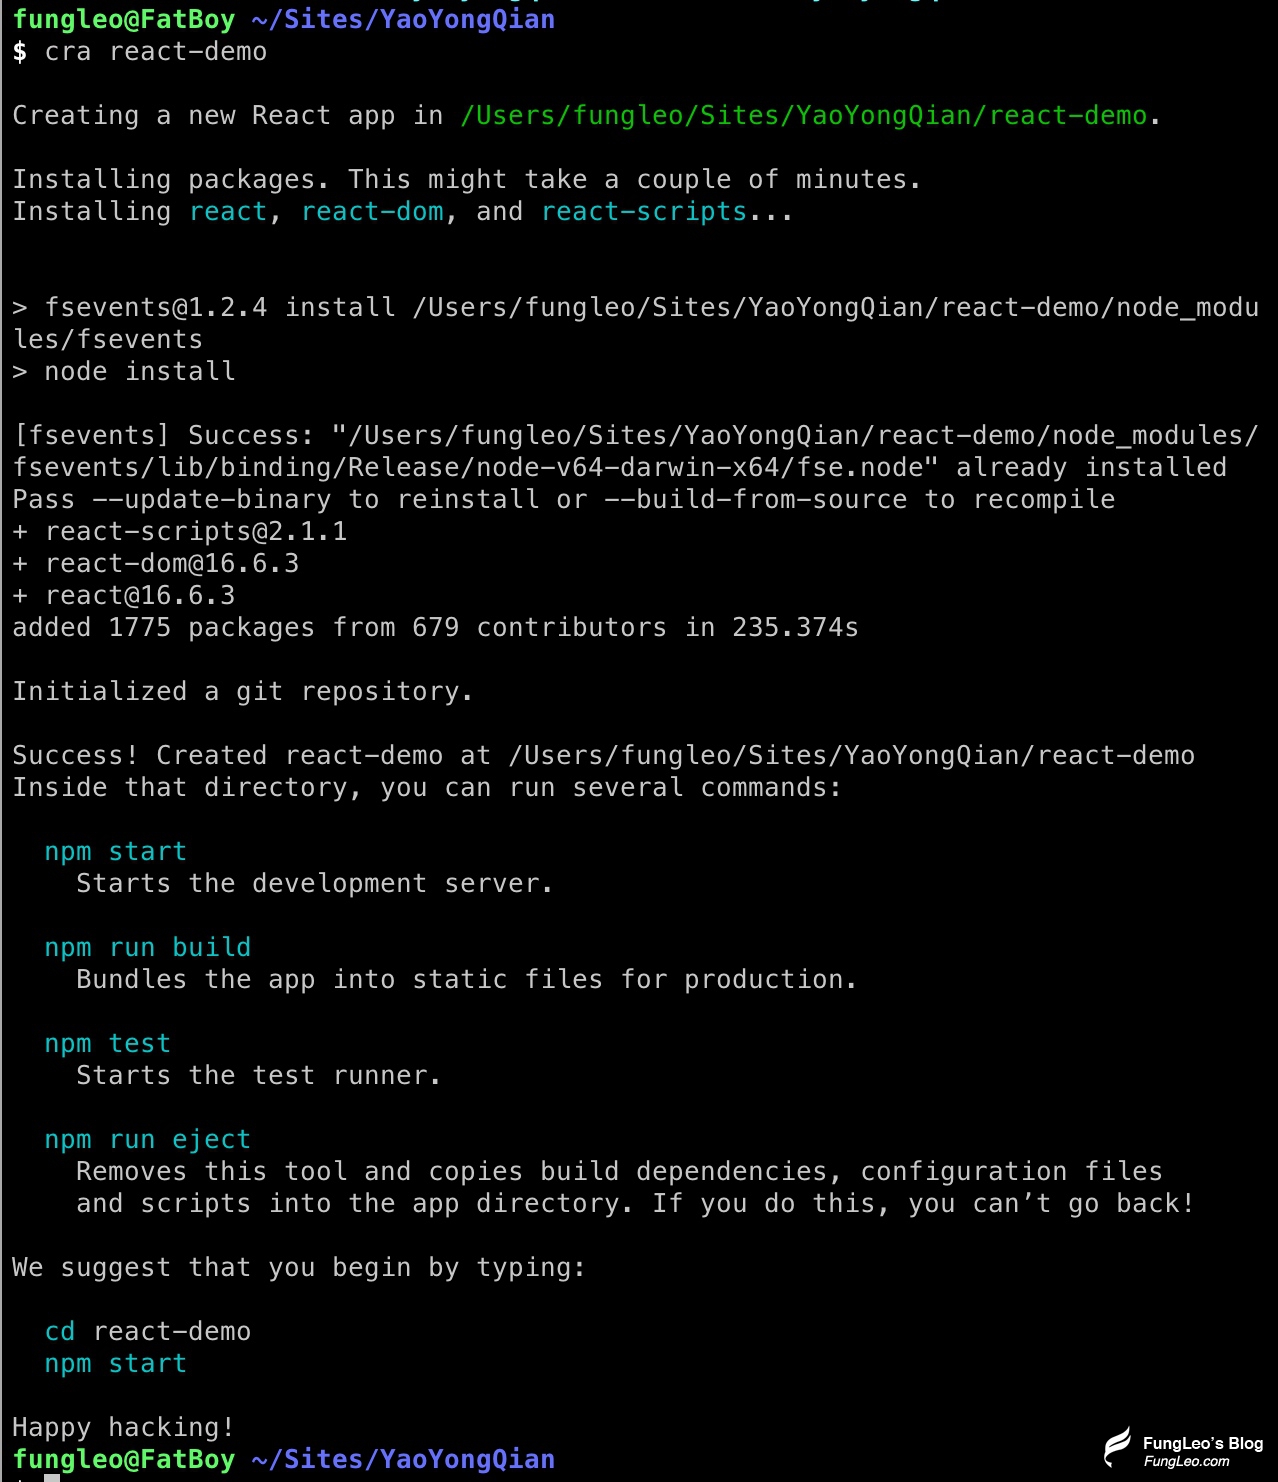 fungleo@FatBoy ~/Sites/YaoYongQian
$ cra react-demo
Creating a new React app in /Users/fungleo/Sites/YaoYongQian/react-demo.
Installing packages. This might take a couple of minutes.
Installing react, react-dom, and react-scripts...
> fsevents@1.2.4 install /Users/fungleo/Sites/YaoYongQian/react-demo/node_modu
les/fsevents
> node install
[fsevents] Success: "/Users/fungleo/Sites/YaoYongQian/react-demo/node_modules/
fsevents/lib/binding/Release/node-v64-darwin-x64/fse.node" already installed
Pass --update-binary to reinstall or --build-from-source to recompile
+ react-scripts@2.1.1
+ react-dom@16.6.3
+ react@16.6.3
added 1775 packages from 679 contributors in 235.374s
Initialized a git repository.
Success! Created react-demo at /Users/fungleo/Sites/YaoYongQian/react-demo
Inside that directory, you can run several commands:
npm start
Starts the development server.
npm run build
Bundles the app into static files for production.
npm test
Starts the test runner.
npm run eject
Removes this tool and copies build dependencies, configuration files
and scripts into the app directory. If you do this, you can’t go back!
We suggest that you begin by typing:
cd react-demo
npm start
Happy hacking!
fungleo@FatBoy ~/Sites/YaoYongQian
FungLeo's Blog
FungLeo.com